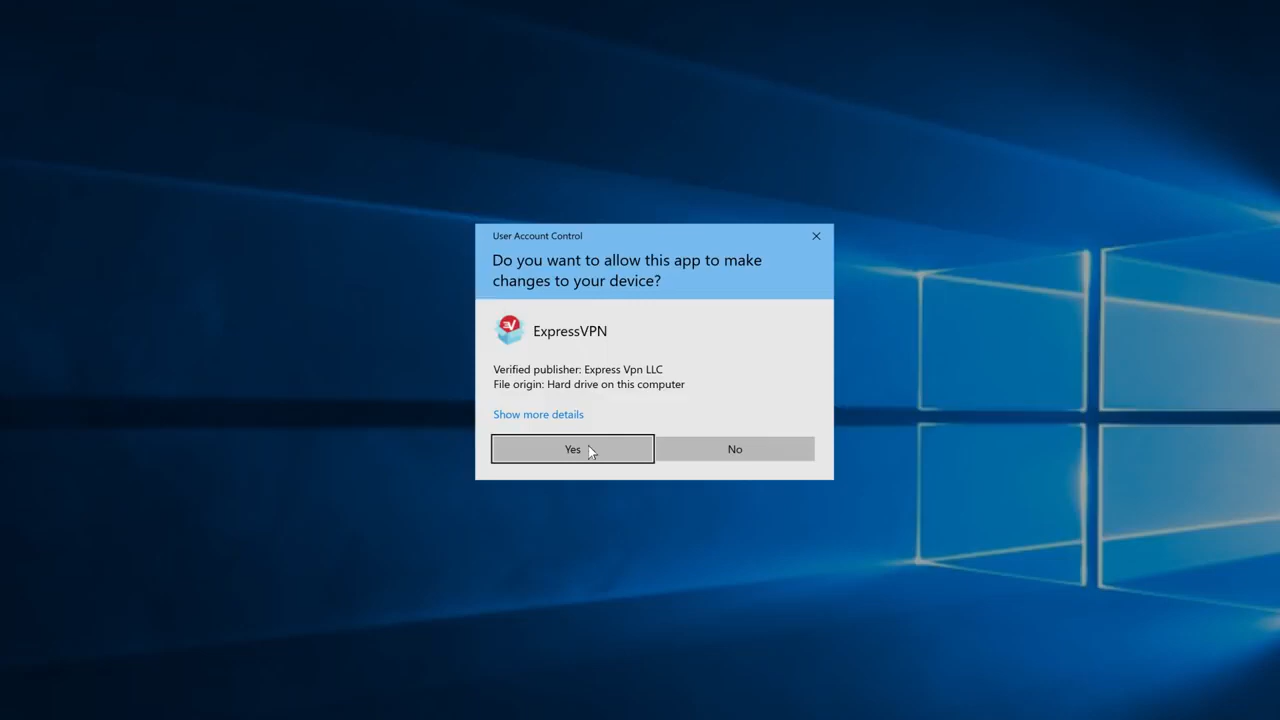 User Account Control
Do you want to allow this app to make
changes to your device?
ExpressVPN
Verified publisher: Express Vpn LLC
File origin: Hard drive on this computer
Show more details
Yes
No